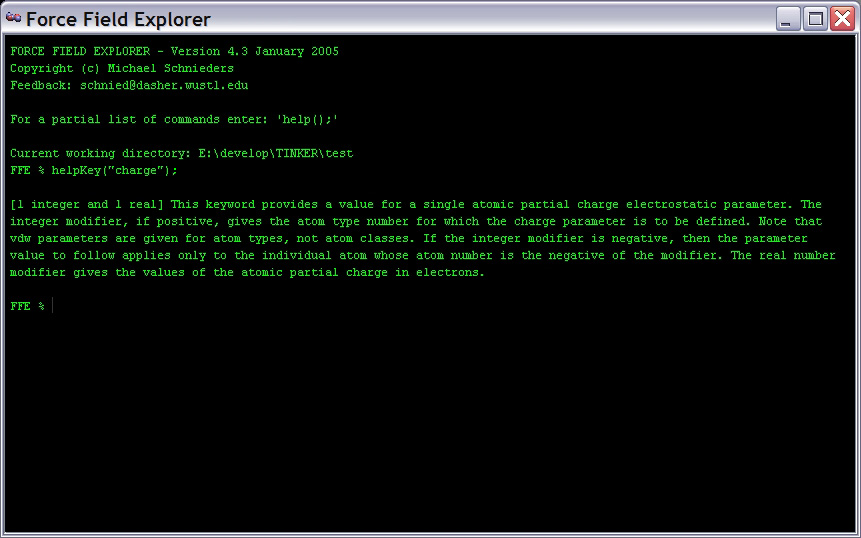 Force Field Explorer
FORCE FIELD EXPLORER - Version 4.3 January 2005
Copyright (c) Michael Schnieders
Feedback: schnied@dasher.wustl.edu
For a partial list of commands enter: 'help();'
Current working directory: E:\develop\TINKER\test
FFE % helpKey("charge");
[1 integer and 1 real] This keyword provides a value for a single atomic partial charge electrostatic parameter. The
integer modifier, if positive, gives the atom type number for which the charge parameter is to be defined. Note that
vdw parameters are given for atom types, not atom classes. If the integer modifier is negative, then the parameter
value to follow applies only to the individual atom whose atom number is the negative of the modifier. The real number
modifier gives the values of the atomic partial charge in electrons.
FFE %